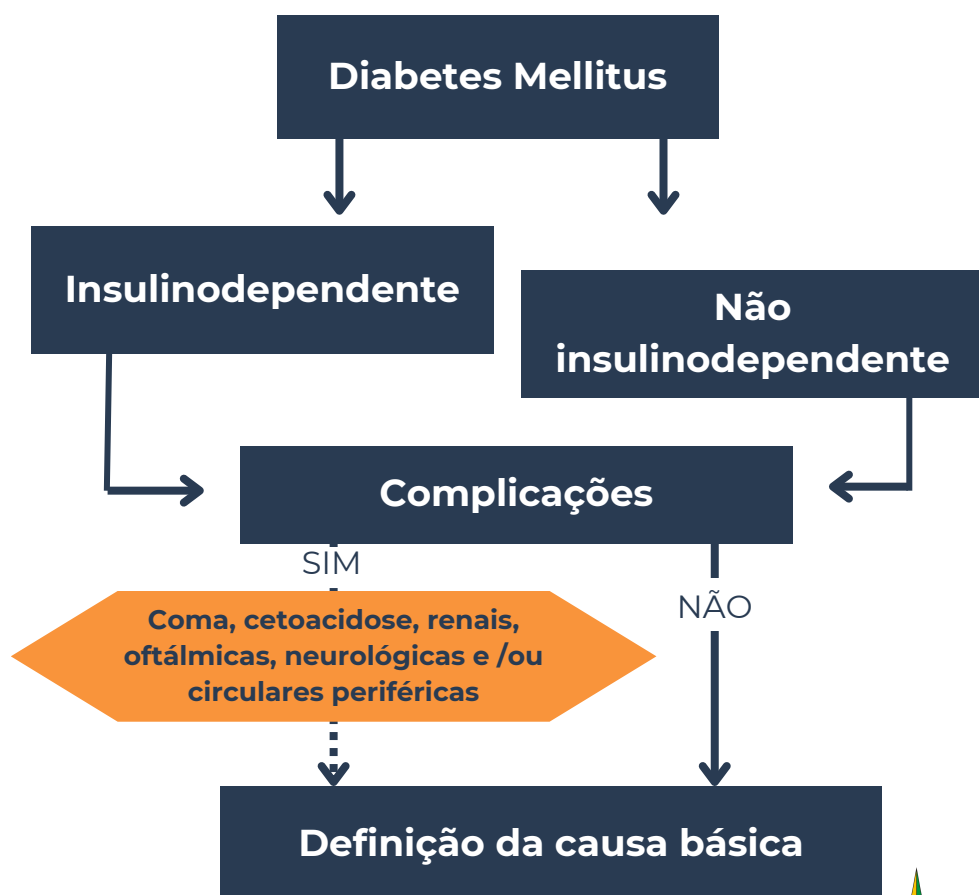 Diabetes Mellitus
Insulinodependente
Não
insulinodependente
Complicações
SIM
NÃO
Coma, cetoacidose, renais,
oftálmicas, neurológicas e /ou
circulares periféricas
Definição da causa básica